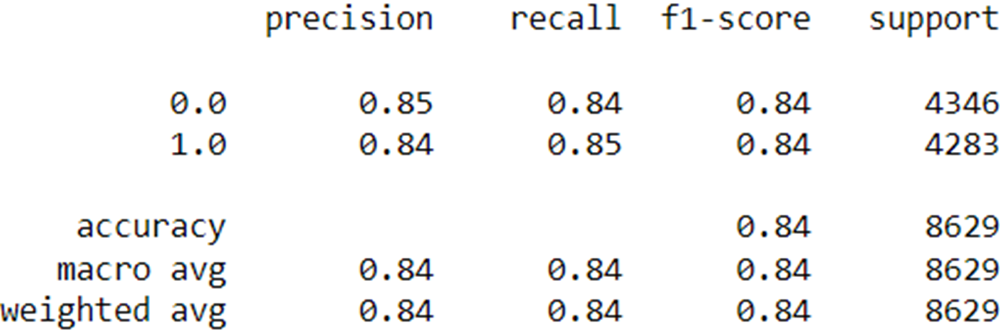 precision recall f1-score support
0.0 0.85 0.84 0.84 4346
1.0 0.84 0.85 0.84 4283
accuracy 0.84 8629
macro avg 0.84 0.84 0.84 8629
weighted avg 0.84 0.84 0.84 8629